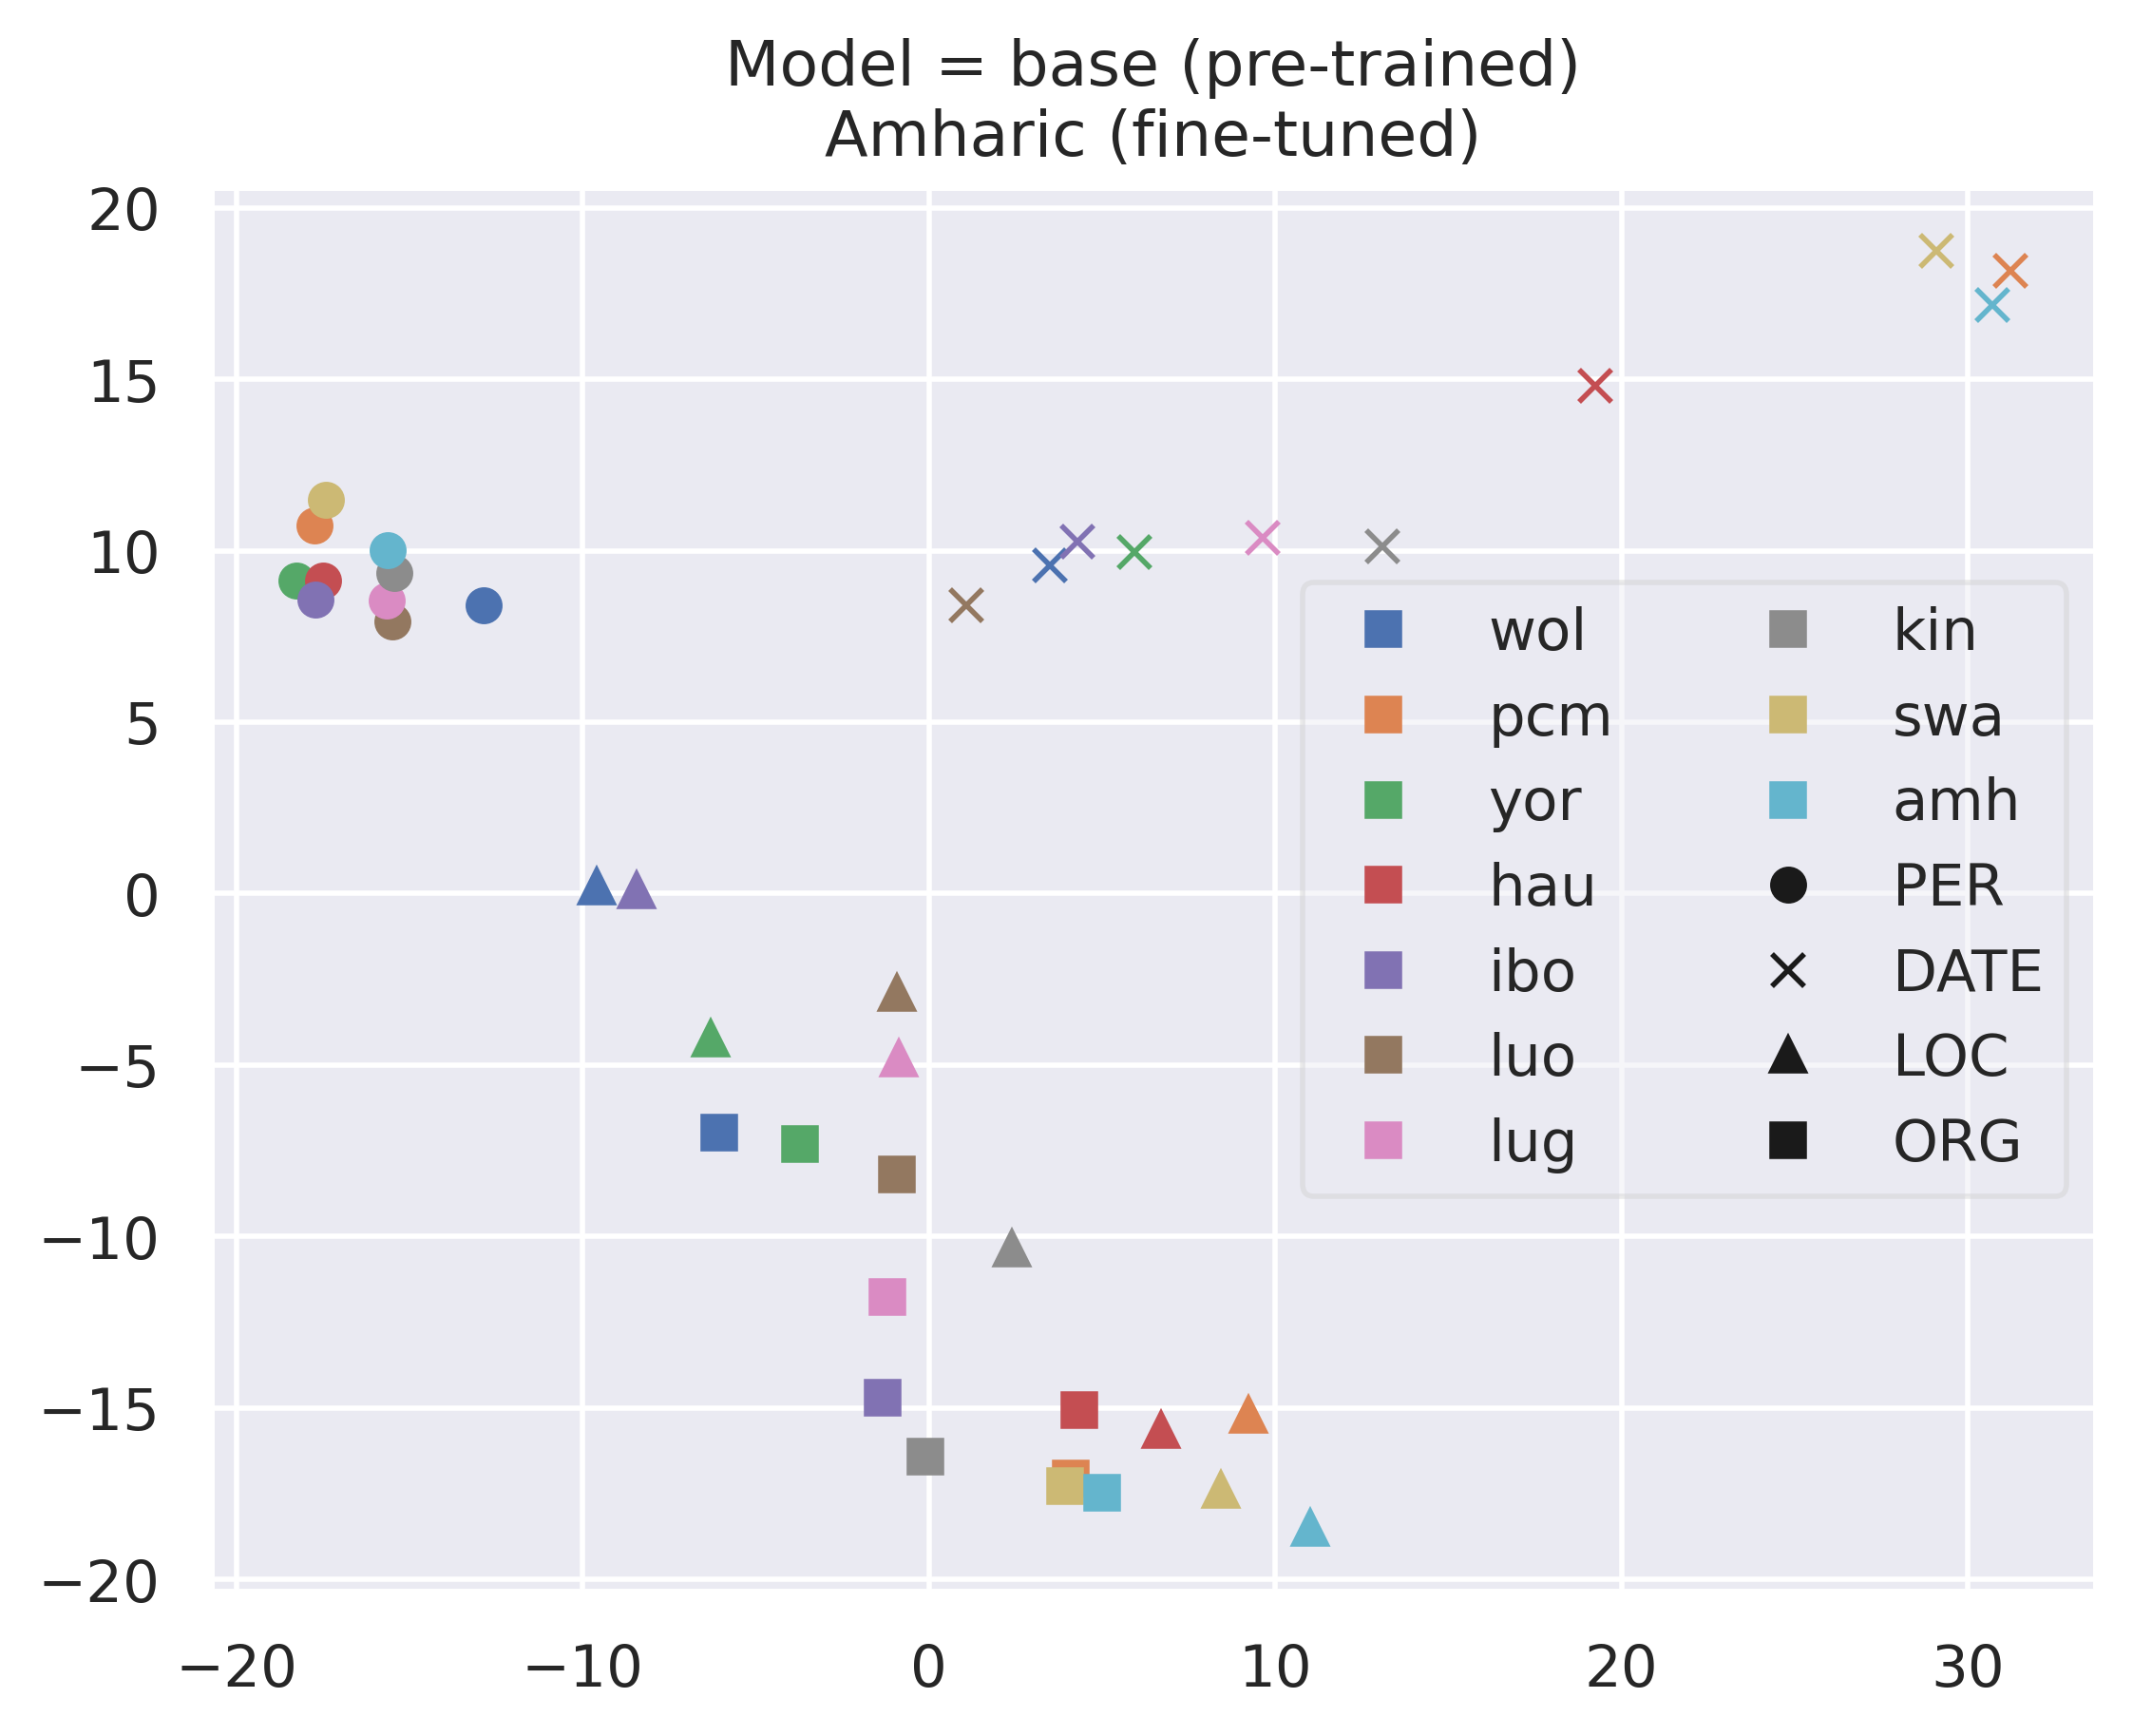 Model = base (pre-trained)
Amharic (fine-tuned)
20
15
10
5
0
−5
−10
−15
−20
−20 −10 0 10 20 30
wol kin
pcm swa
yor amh
hau PER
ibo DATE
luo LOC
lug ORG